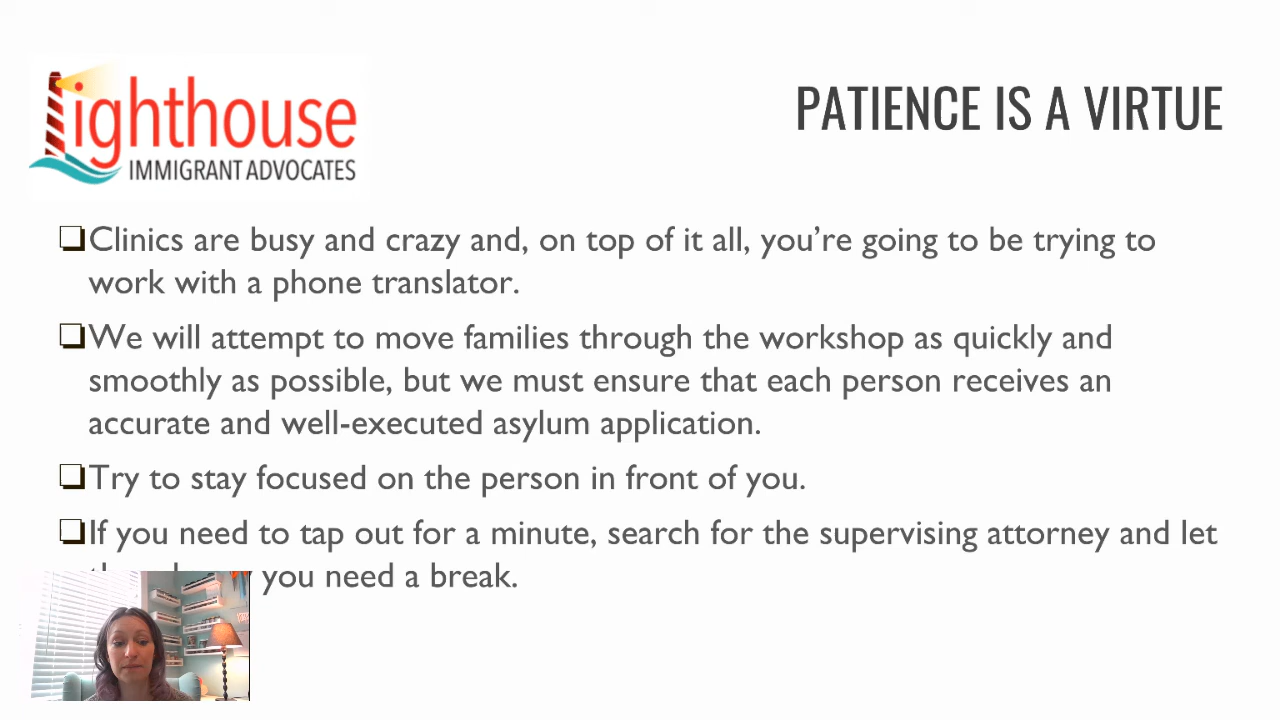 Lighthouse
IMMIGRANT ADVOCATES
PATIENCE IS A VIRTUE
❑Clinics are busy and crazy and, on top of it all, you’re going to be trying to
work with a phone translator.
❑We will attempt to move families through the workshop as quickly and
smoothly as possible, but we must ensure that each person receives an
accurate and well-executed asylum application.
❑Try to stay focused on the person in front of you.
❑If you need to tap out for a minute, search for the supervising attorney and let
you need a break.